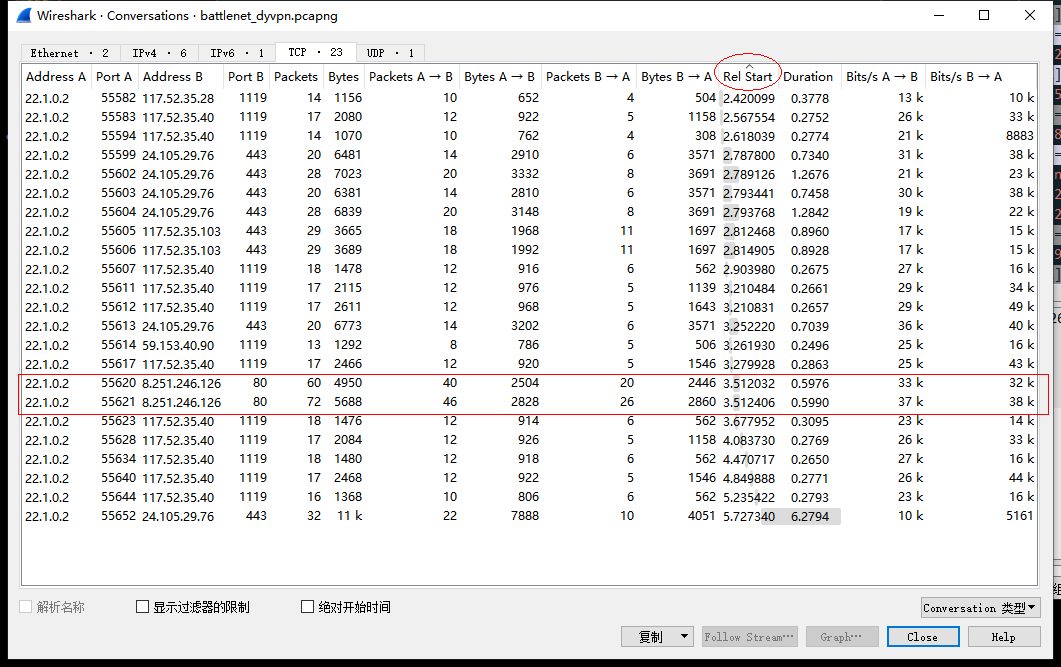 Wireshark · Conversations · battlenet_dyvpn.pcapng
Ethernet · 2 IPv4 · 6 IPv6 · 1 TCP · 23 UDP · 1
Address A Port A Address B Port B Packets Bytes Packets A → B Bytes A → B Packets B → A Bytes B → A Rel Start Duration Bits/s A → B Bits/s B → A
22.1.0.2 55582 117.52.35.28 1119 14 1156 10 652 4 504 2.420099 0.3778 13 k 10 k
22.1.0.2 55583 117.52.35.40 1119 17 2080 12 922 5 1158 2.567554 0.2752 26 k 33 k
22.1.0.2 55594 117.52.35.40 1119 14 1070 10 762 4 308 2.618039 0.2774 21 k 8883
22.1.0.2 55599 24.105.29.76 443 20 6481 14 2910 6 3571 2.787800 0.7340 31 k 38 k
22.1.0.2 55602 24.105.29.76 443 28 7023 20 3332 8 3691 2.789126 1.2676 21 k 23 k
22.1.0.2 55603 24.105.29.76 443 20 6381 14 2810 6 3571 2.793441 0.7458 30 k 38 k
22.1.0.2 55604 24.105.29.76 443 28 6839 20 3148 8 3691 2.793768 1.2842 19 k 22 k
22.1.0.2 55605 117.52.35.103 443 29 3665 18 1968 11 1697 2.812468 0.8960 17 k 15 k
22.1.0.2 55606 117.52.35.103 443 29 3689 18 1992 11 1697 2.814905 0.8928 17 k 15 k
22.1.0.2 55607 117.52.35.40 1119 18 1478 12 916 6 562 2.903980 0.2675 27 k 16 k
22.1.0.2 55611 117.52.35.40 1119 17 2115 12 976 5 1139 3.210484 0.2661 29 k 34 k
22.1.0.2 55612 117.52.35.40 1119 17 2611 12 968 5 1643 3.210831 0.2657 29 k 49 k
22.1.0.2 55613 24.105.29.76 443 20 6773 14 3202 6 3571 3.252220 0.7039 36 k 40 k
22.1.0.2 55614 59.153.40.90 1119 13 1292 8 786 5 506 3.261930 0.2496 25 k 16 k
22.1.0.2 55617 117.52.35.40 1119 17 2466 12 920 5 1546 3.279928 0.2863 25 k 43 k
22.1.0.2 55620 8.251.246.126 80 60 4950 40 2504 20 2446 3.512032 0.5976 33 k 32 k
22.1.0.2 55621 8.251.246.126 80 72 5688 46 2828 26 2860 3.512406 0.5990 37 k 38 k
22.1.0.2 55623 117.52.35.40 1119 18 1476 12 914 6 562 3.677952 0.3095 23 k 14 k
22.1.0.2 55628 117.52.35.40 1119 17 2084 12 926 5 1158 4.083730 0.2769 26 k 33 k
22.1.0.2 55634 117.52.35.40 1119 18 1480 12 918 6 562 4.470717 0.2650 27 k 16 k
22.1.0.2 55640 117.52.35.40 1119 17 2468 12 922 5 1546 4.849888 0.2771 26 k 44 k
22.1.0.2 55644 117.52.35.40 1119 16 1368 10 806 6 562 5.235422 0.2793 23 k 16 k
22.1.0.2 55652 24.105.29.76 443 32 11 k 22 7888 10 4051 5.727340 6.2794 10 k 5161
解析名称 显示过滤器的限制 绝对开始时间 Conversation 类型
复制 Follow Stream… Graph… Close Help